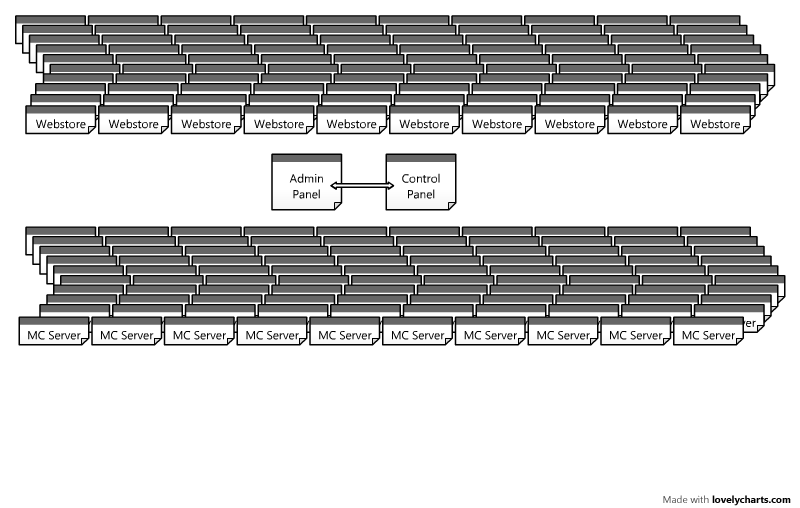 Webstore Webstore Webstore Webstore Webstore Webstore Webstore Webstore Webstore Webstore
Admin Panel
Control Panel
MC Server MC Server MC Server MC Server MC Server MC Server MC Server MC Server MC Server MC Server
Made with lovelycharts.com